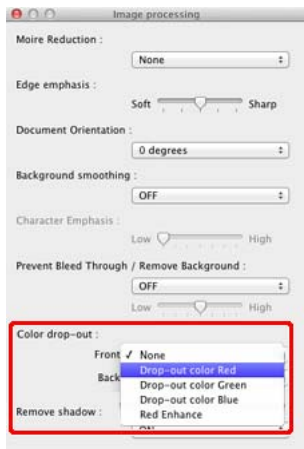 Image processing
Moire Reduction :
None
Edge emphasis :
Soft Sharp
Document Orientation :
0 degrees
Background smoothing :
OFF
Character Emphasis :
Low High
Prevent Bleed Through / Remove Background :
OFF
Low High
Color drop-out :
Front ✓ None
Drop-out color Red
Back Drop-out color Green
Drop-out color Blue
Remove shadow : Red Enhance
ON